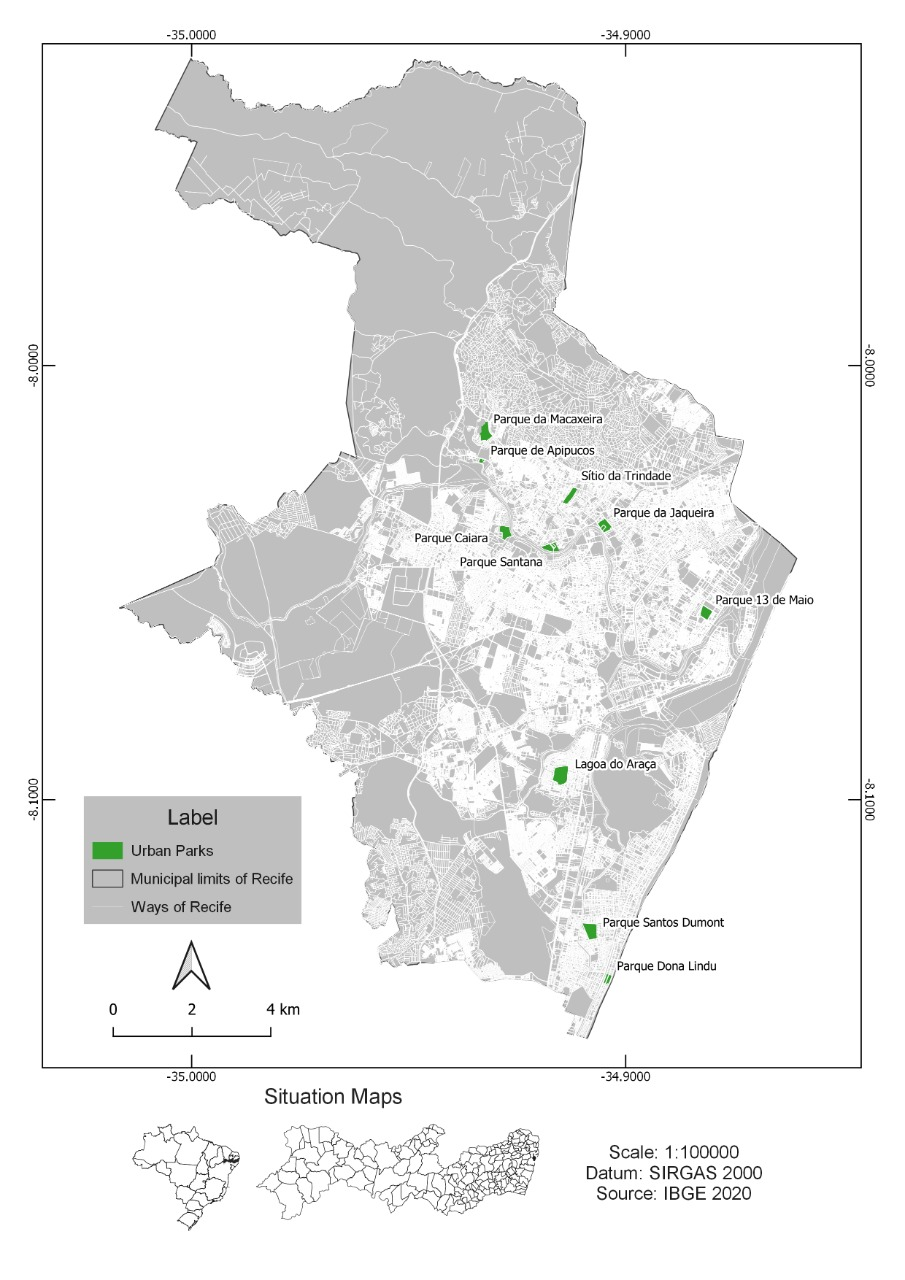 -35.0000
-34.9000
-8.0000
-8.0000
Parque da Macaxeira
Parque de Apipucos
Sítio da Trindade
Parque da Jaqueira
Parque Caiara
Parque Santana
Parque 13 de Maio
Lagoa do Araça
-8.1000
-8.1000
Label
Urban Parks
Municipal limits of Recife
Ways of Recife
Parque Santos Dumont
Parque Dona Lindu
0 2 4 km
-35.0000
-34.9000
Situation Maps
Scale: 1:100000
Datum: SIRGAS 2000
Source: IBGE 2020